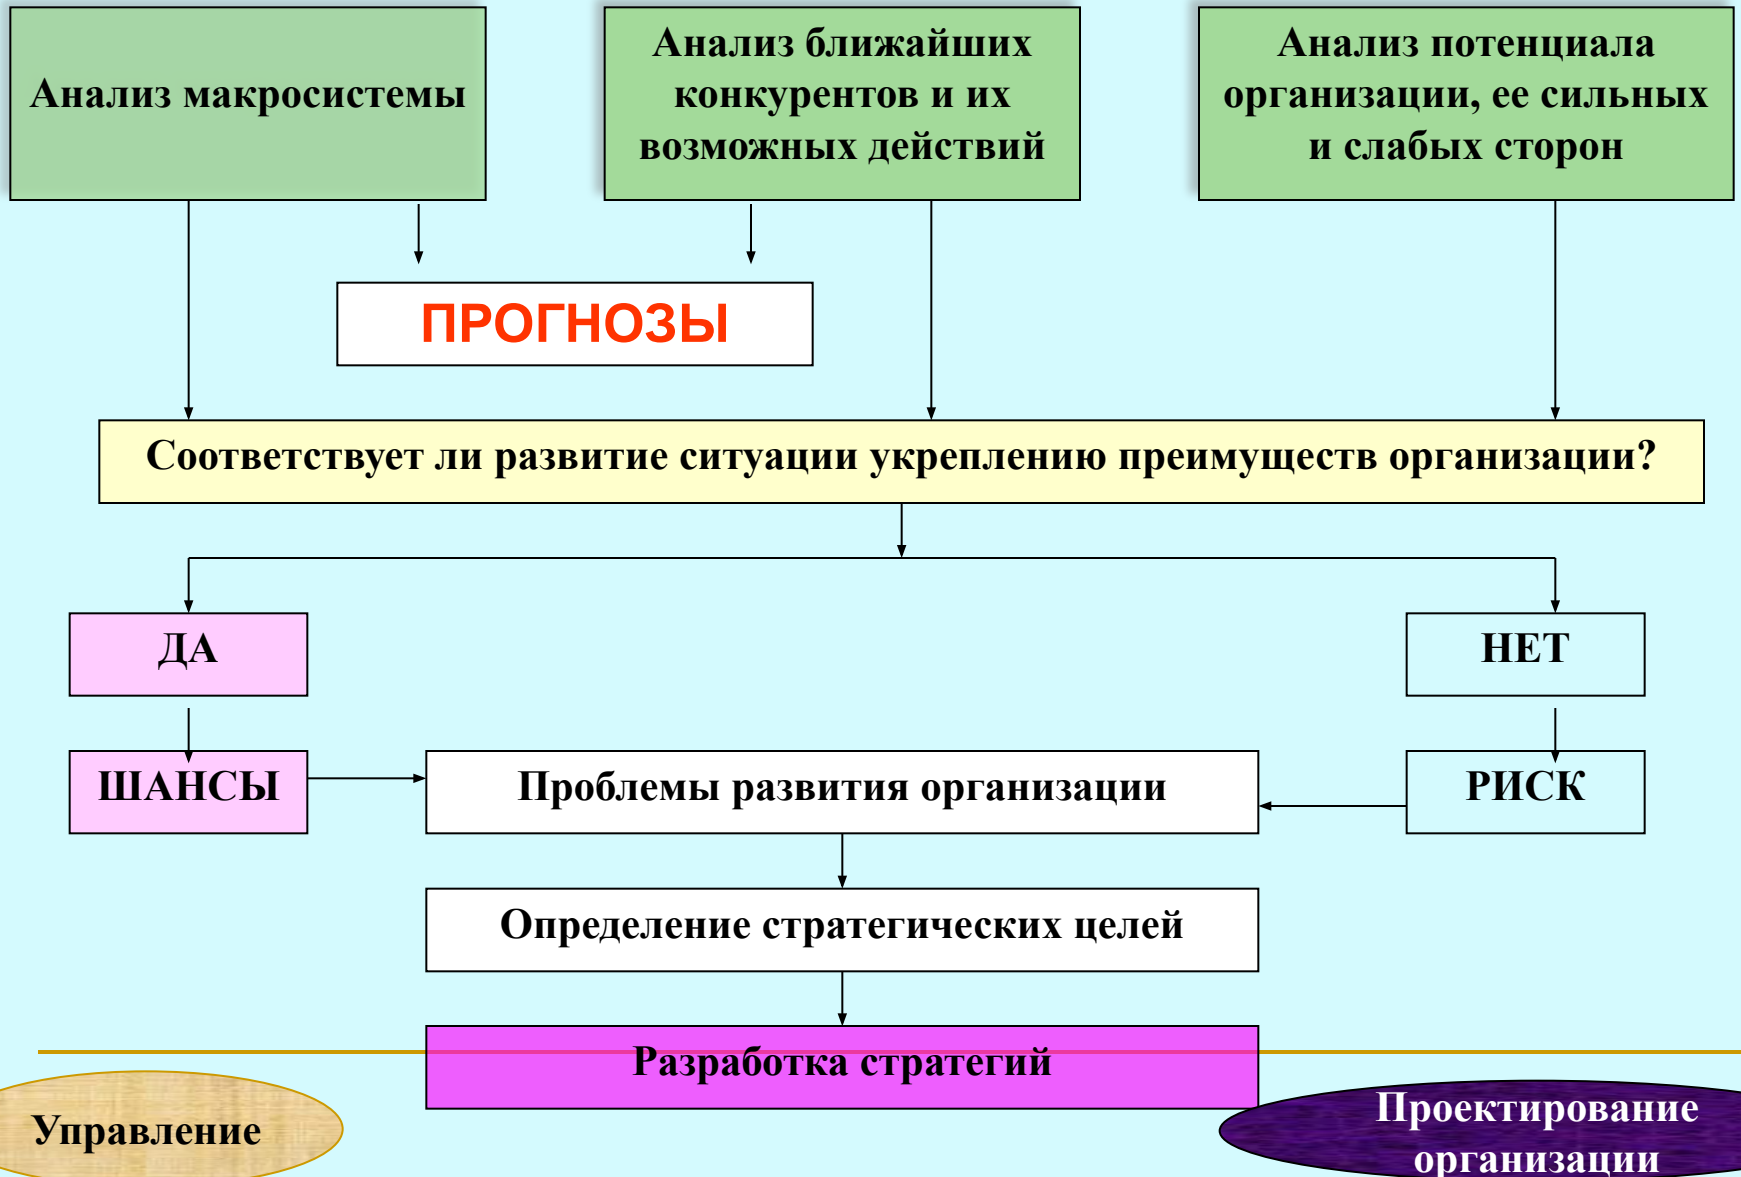 Анализ макросистемы
Анализ ближайших
конкурентов и их
возможных действий
Анализ потенциала
организации, ее сильных
и слабых сторон
ПРОГНОЗЫ
Соответствует ли развитие ситуации укреплению преимуществ организации?
ДА
НЕТ
ШАНСЫ
Проблемы развития организации
РИСК
Определение стратегических целей
Разработка стратегий
Управление
Проектирование
организации